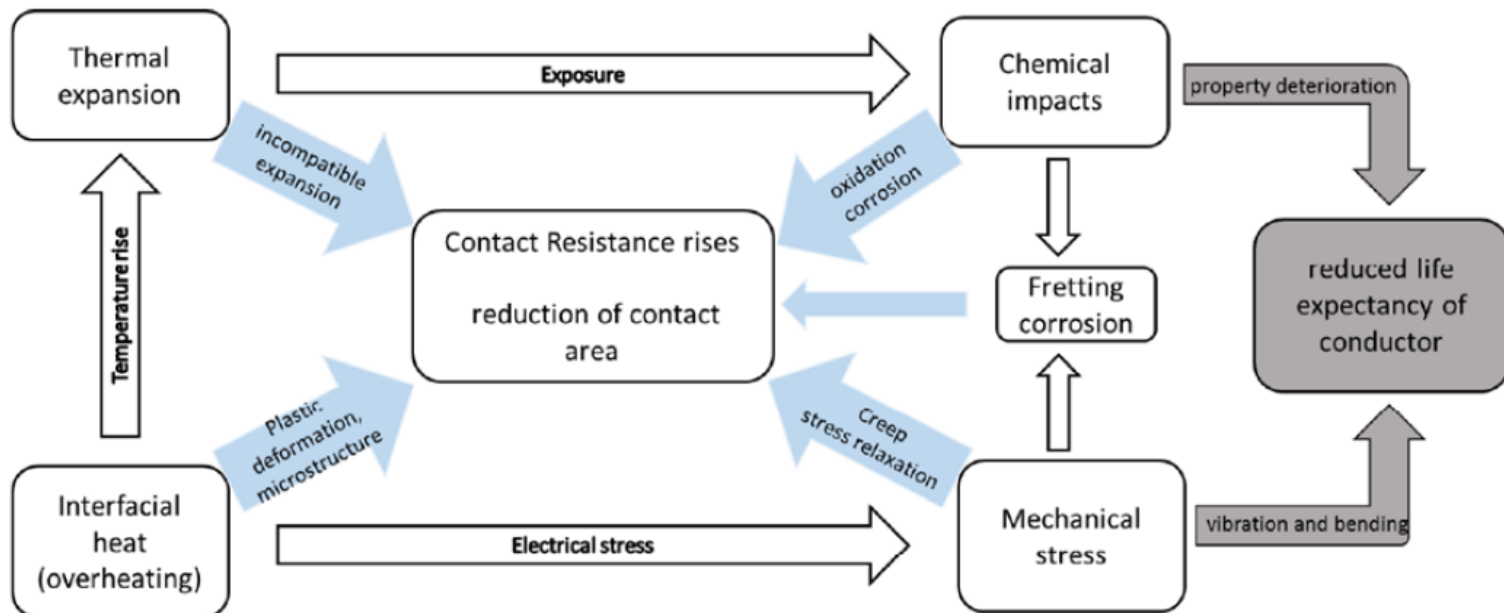 Thermal
expansion
Exposure
Chemical
impacts
property deterioration
incompatible
expansion
oxidation
corrosion
Temperature rise
Contact Resistance rises
reduction of contact
area
Fretting
corrosion
reduced life
expectancy of
conductor
Plastic
deformation,
microstructure
Creep
stress relaxation
Interfacial
heat
(overheating)
Electrical stress
Mechanical
stress
vibration and bending